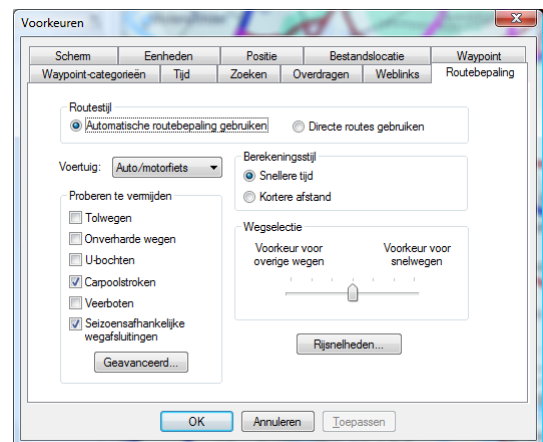 Voorkeuren
Scherm Eenheden Positie Bestandslocatie Waypoint
Waypoint-categorieën Tijd Zoeken Overdragen Weblinks Routebepaling
Routestijl
Automatische routebepaling gebruiken Directe routes gebruiken
Voertuig: Auto/motorfiets
Berekeningsstijl
Snellere tijd
Kortere afstand
Proberen te vermijden
Tolwegen
Onverharde wegen
U-bochten
Carpoolstroken
Veerboten
Seizoensafhankelijke
wegafsluitingen
Geavanceerd...
Wegselectie
Voorkeur voor
overige wegen
Voorkeur voor
snelwegen
Rijsnelheden...
OK Annuleren Toepassen